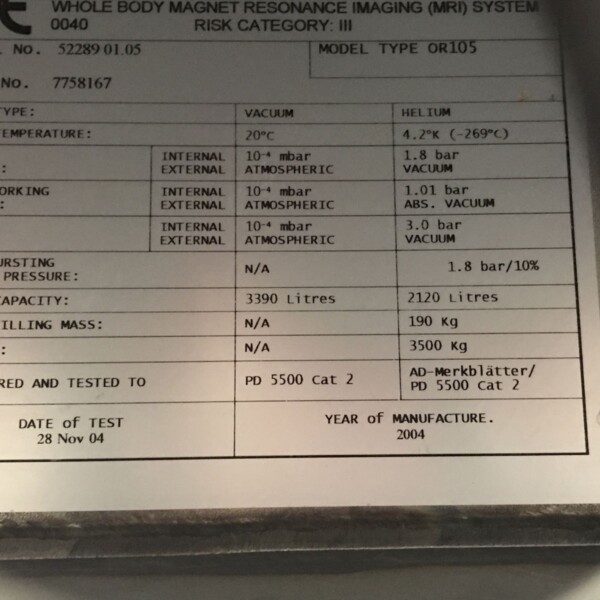 WHOLE BODY MAGNET RESONANCE IMAGING (MRI) SYSTEM
0040 RISK CATEGORY: III
No. 52289 01.05 MODEL TYPE OR105
No. 7758167
TYPE: VACUUM HELIUM
TEMPERATURE: 20°C 4.2°K (-269°C)
: INTERNAL 10⁻⁴ mbar 1.8 bar
EXTERNAL ATMOSPHERIC VACUUM
ORKING INTERNAL 10⁻⁴ mbar 1.01 bar
: EXTERNAL ATMOSPHERIC ABS. VACUUM
INTERNAL 10⁻⁴ mbar 3.0 bar
EXTERNAL ATMOSPHERIC VACUUM
URSTING
PRESSURE: N/A 1.8 bar/10%
CAPACITY: 3390 Litres 2120 Litres
ILLING MASS: N/A 190 Kg
: N/A 3500 Kg
RED AND TESTED TO PD 5500 Cat 2 AD-Merkblätter/
PD 5500 Cat 2
DATE of TEST YEAR of MANUFACTURE.
28 Nov 04 2004